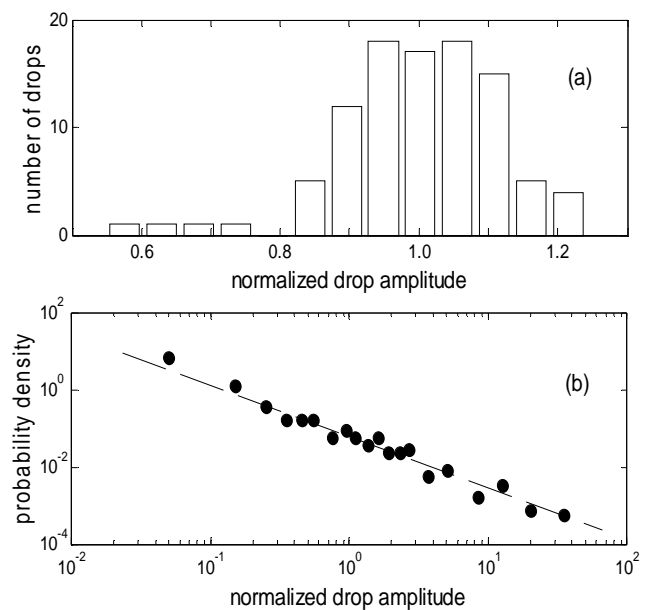 20
10
0
number of drops
(a)
0.6 0.8 1.0 1.2
normalized drop amplitude
10^2
10^0
10^-2
10^-4
probability density
(b)
10^-2 10^-1 10^0 10^1 10^2
normalized drop amplitude